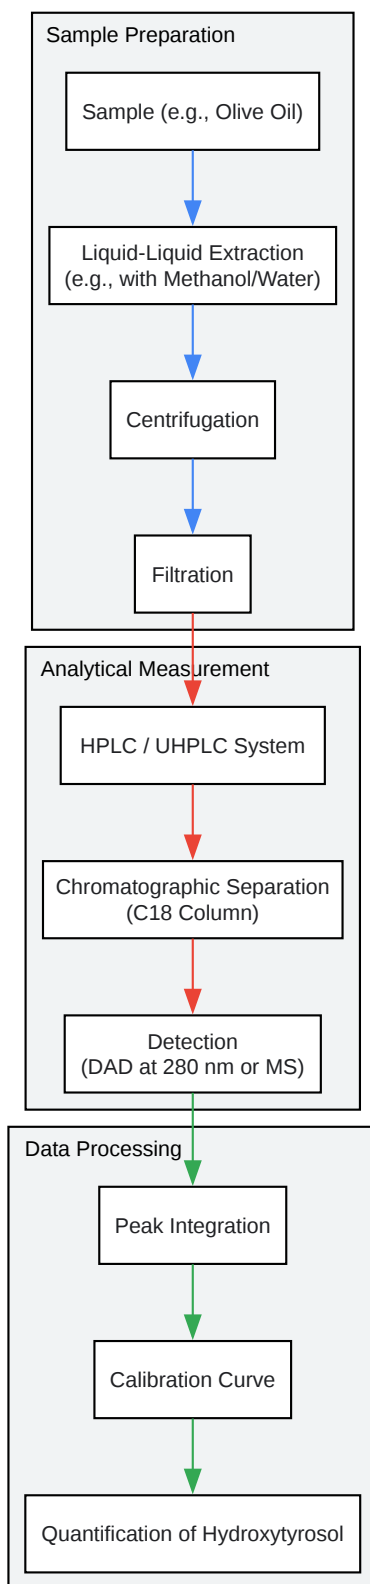 Sample Preparation
Sample (e.g., Olive Oil)
Liquid-Liquid Extraction
(e.g., with Methanol/Water)
Centrifugation
Filtration
Analytical Measurement
HPLC / UHPLC System
Chromatographic Separation
(C18 Column)
Detection
(DAD at 280 nm or MS)
Data Processing
Peak Integration
Calibration Curve
Quantification of Hydroxytyrosol